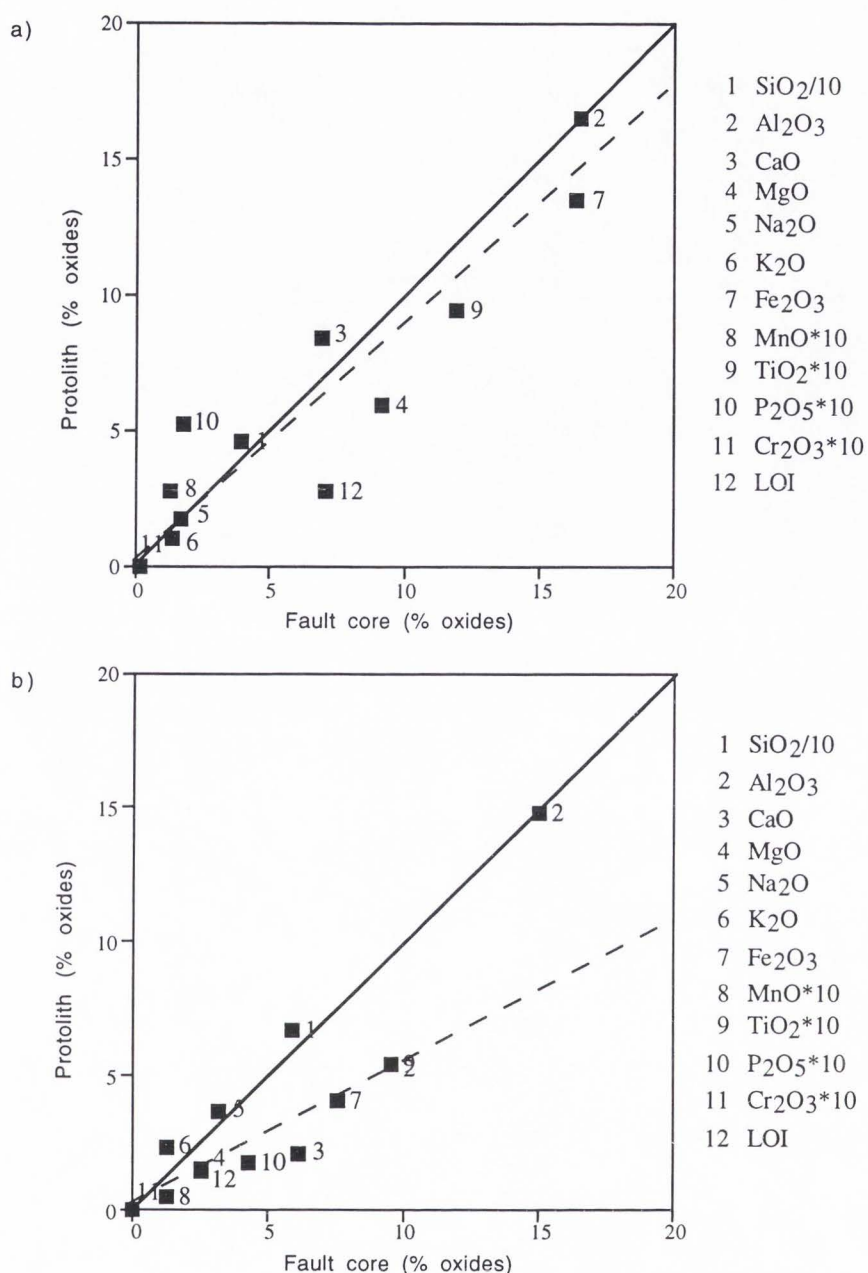 a)
20
15
10
5
0
Protolith (% oxides)
2
7
9
3
4
10
1
12
8
5
6
11
0 5 10 15 20
Fault core (% oxides)
1 SiO2/10
2 Al2O3
3 CaO
4 MgO
5 Na2O
6 K2O
7 Fe2O3
8 MnO*10
9 TiO2*10
10 P2O5*10
11 Cr2O3*10
12 LOI
b)
20
15
10
5
0
Protolith (% oxides)
2
1
9
2
7
5
6
4
12
10
3
11
8
0 5 10 15 20
Fault core (% oxides)
1 SiO2/10
2 Al2O3
3 CaO
4 MgO
5 Na2O
6 K2O
7 Fe2O3
8 MnO*10
9 TiO2*10
10 P2O5*10
11 Cr2O3*10
12 LOI